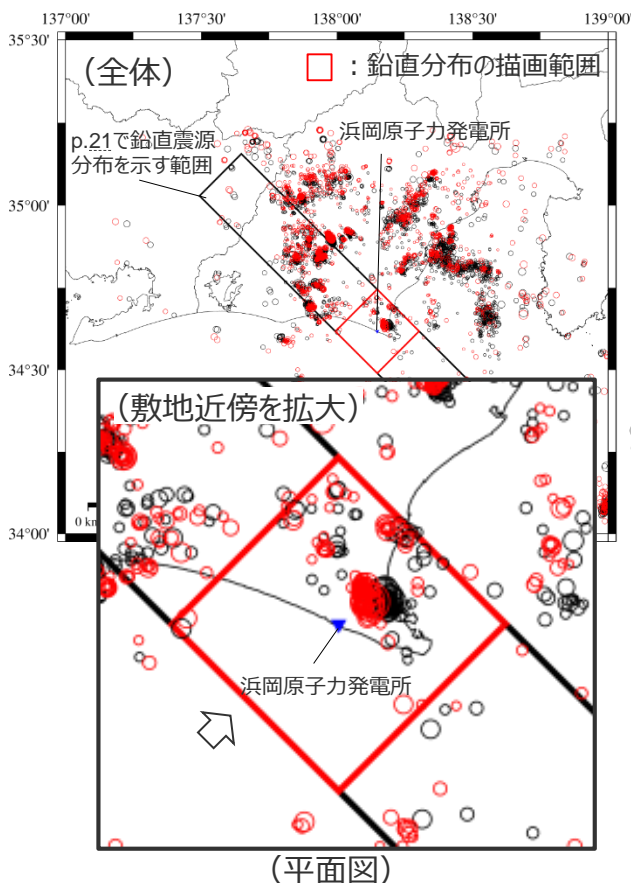 137°00' 137°30' 138°00' 138°30' 139°00'
35°30'
（全体）
：鉛直分布の描画範囲
p.21で鉛直震源
分布を示す範囲
浜岡原子力発電所
35°00'
34°30'
（敷地近傍を拡大）
34°00'
0 km
浜岡原子力発電所
（平面図）